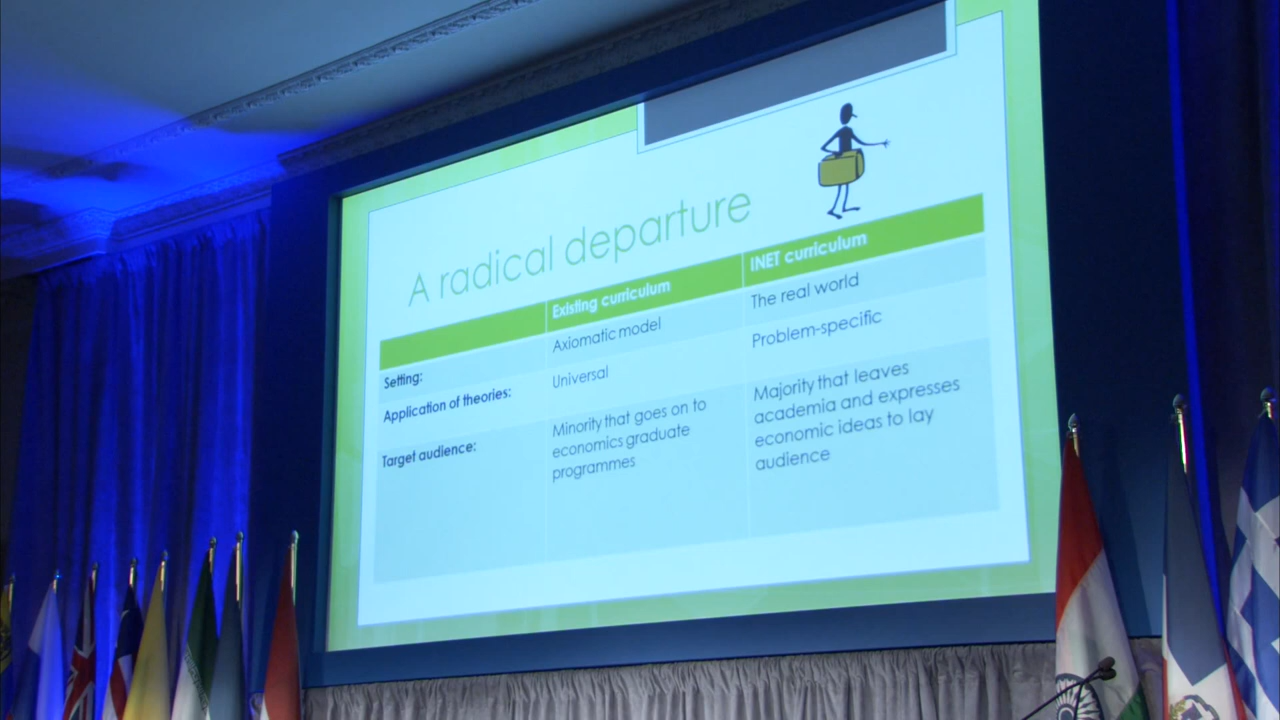 A radical departure
Existing curriculum
INET curriculum
Setting:
Axiomatic model
The real world
Application of theories:
Universal
Problem-specific
Target audience:
Minority that goes on to
economics graduate
programmes
Majority that leaves
academia and expresses
economic ideas to lay
audience